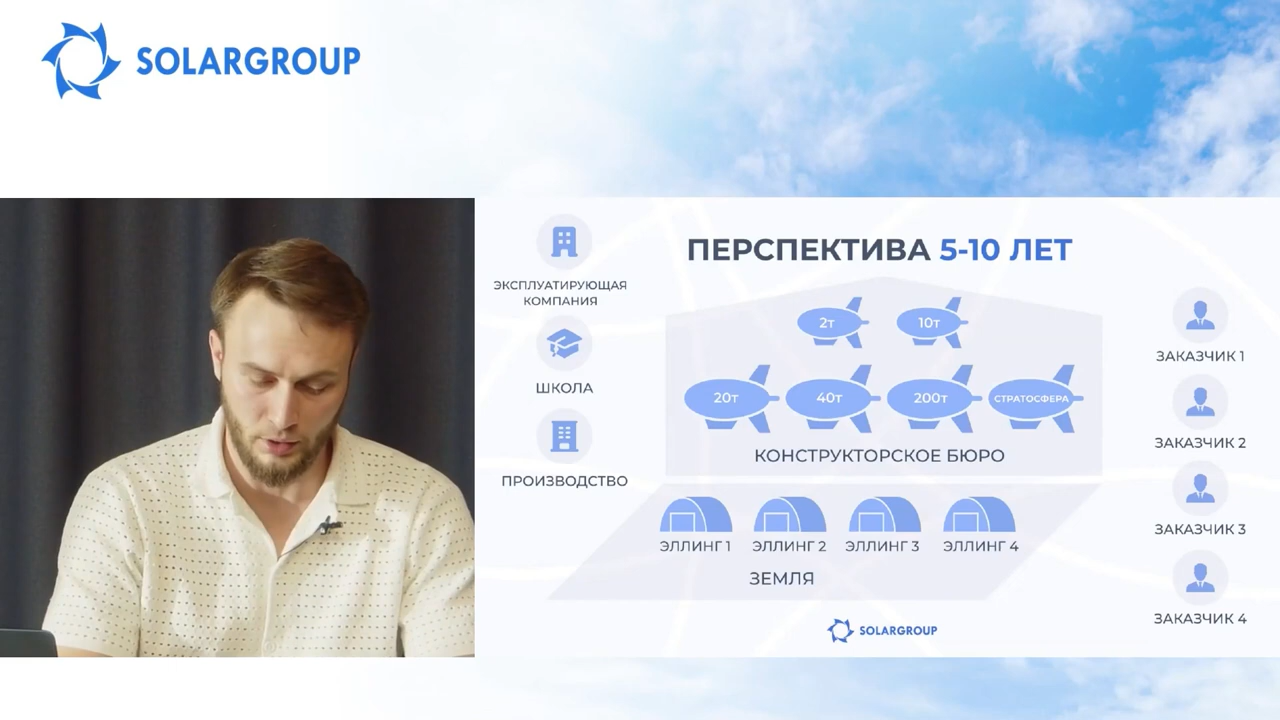 SOLARGROUP
ПЕРСПЕКТИВА 5-10 ЛЕТ
ЭКСПЛУАТИРУЮЩАЯ
КОМПАНИЯ
ШКОЛА
ПРОИЗВОДСТВО
2т
10т
20т
40т
200т
СТРАТОСФЕРА
КОНСТРУКТОРСКОЕ БЮРО
ЭЛЛИНГ 1
ЭЛЛИНГ 2
ЭЛЛИНГ 3
ЭЛЛИНГ 4
ЗЕМЛЯ
ЗАКАЗЧИК 1
ЗАКАЗЧИК 2
ЗАКАЗЧИК 3
ЗАКАЗЧИК 4
SOLARGROUP